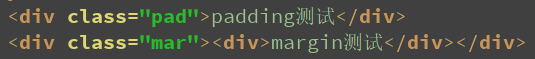 <div class="pad">padding测试</div>
<div class="mar"><div>margin测试</div></div>